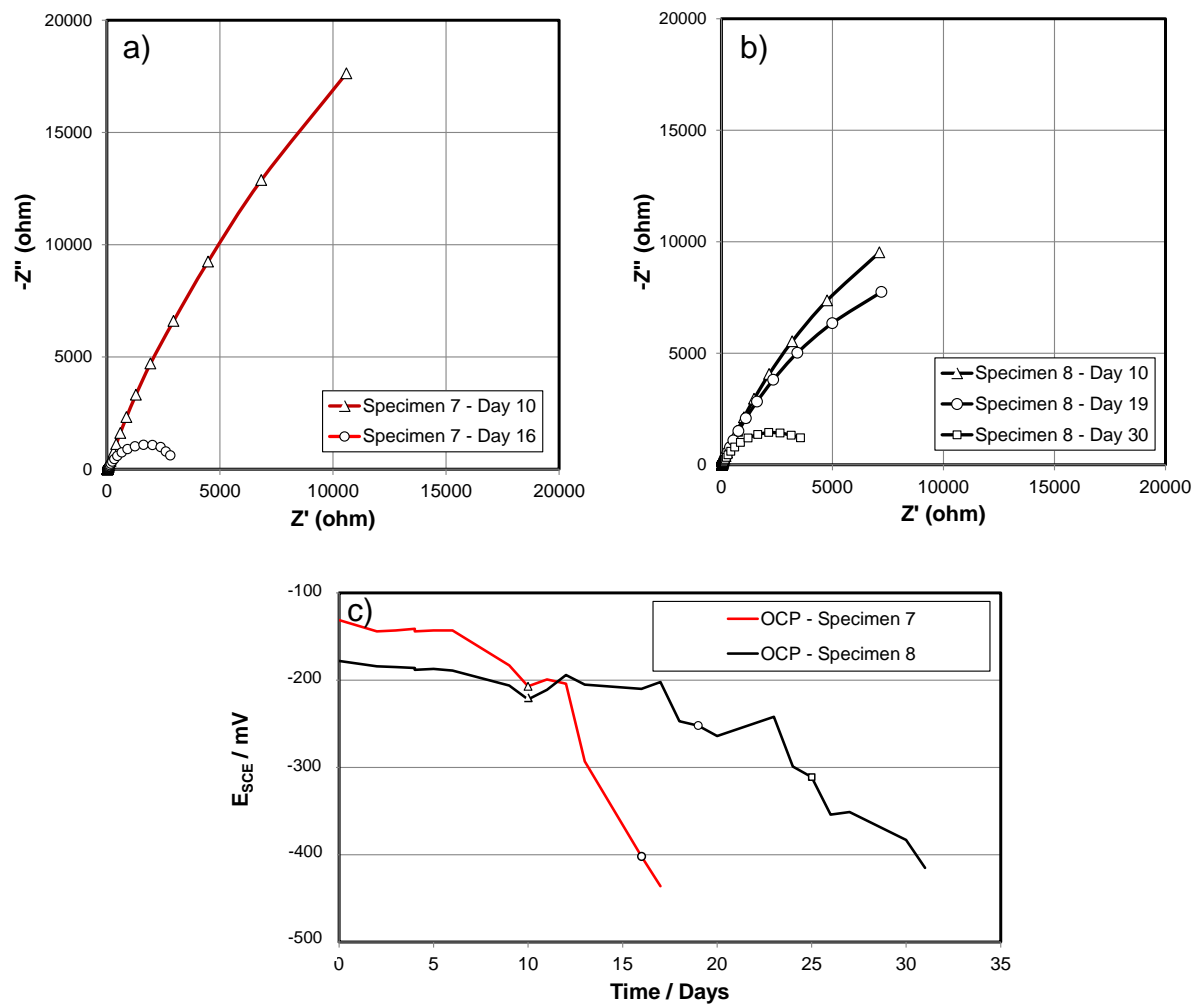 a)
20000
15000
10000
5000
0
-Z'' (ohm)
0
5000
10000
15000
20000
Z' (ohm)
Specimen 7 - Day 10
Specimen 7 - Day 16
b)
20000
15000
10000
5000
0
-Z'' (ohm)
0
5000
10000
15000
20000
Z' (ohm)
Specimen 8 - Day 10
Specimen 8 - Day 19
Specimen 8 - Day 30
c)
-100
-200
-300
-400
-500
E_SCE / mV
0
5
10
15
20
25
30
35
Time / Days
OCP - Specimen 7
OCP - Specimen 8